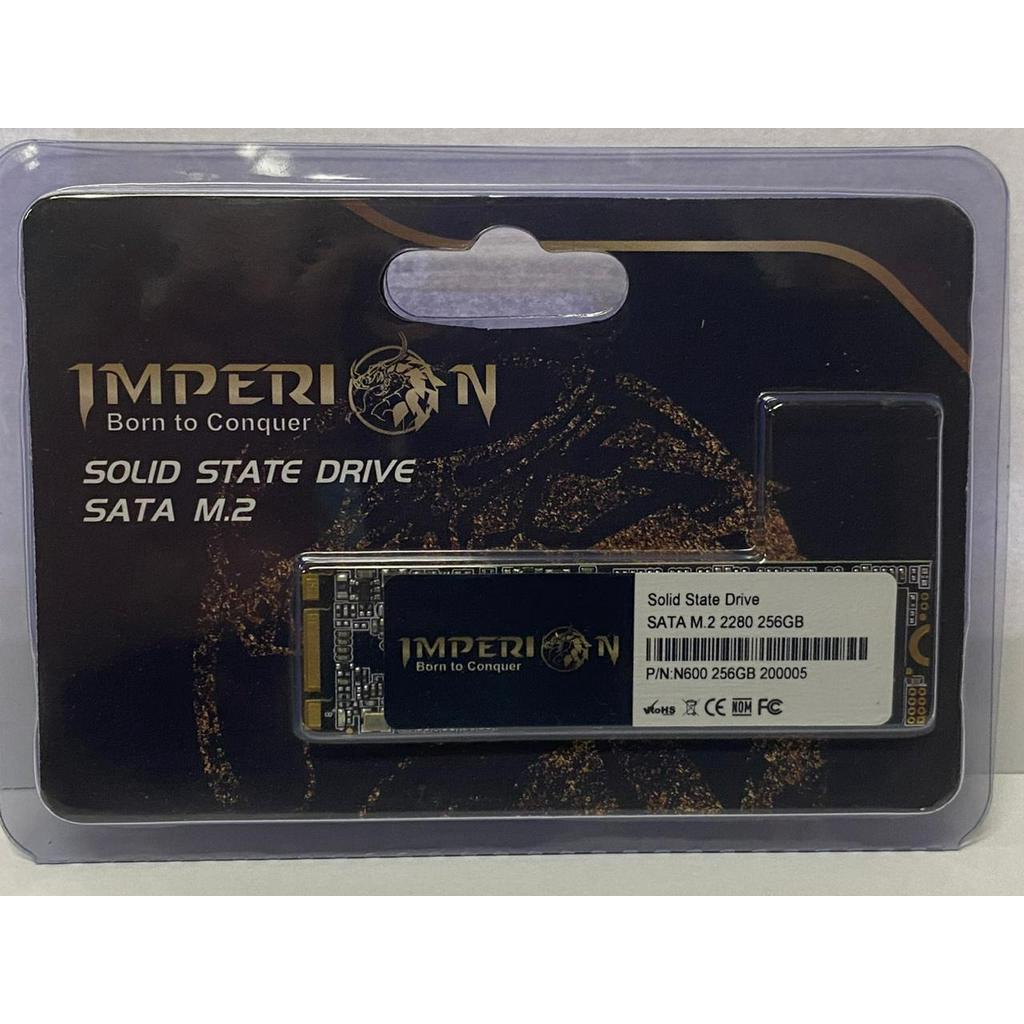 IMPERION
Born to Conquer
SOLID STATE DRIVE
SATA M.2
IMPERION
Born to Conquer
Solid State Drive
SATA M.2 2280 256GB
P/N:N600 256GB 200005
RoHS CE NOM FC